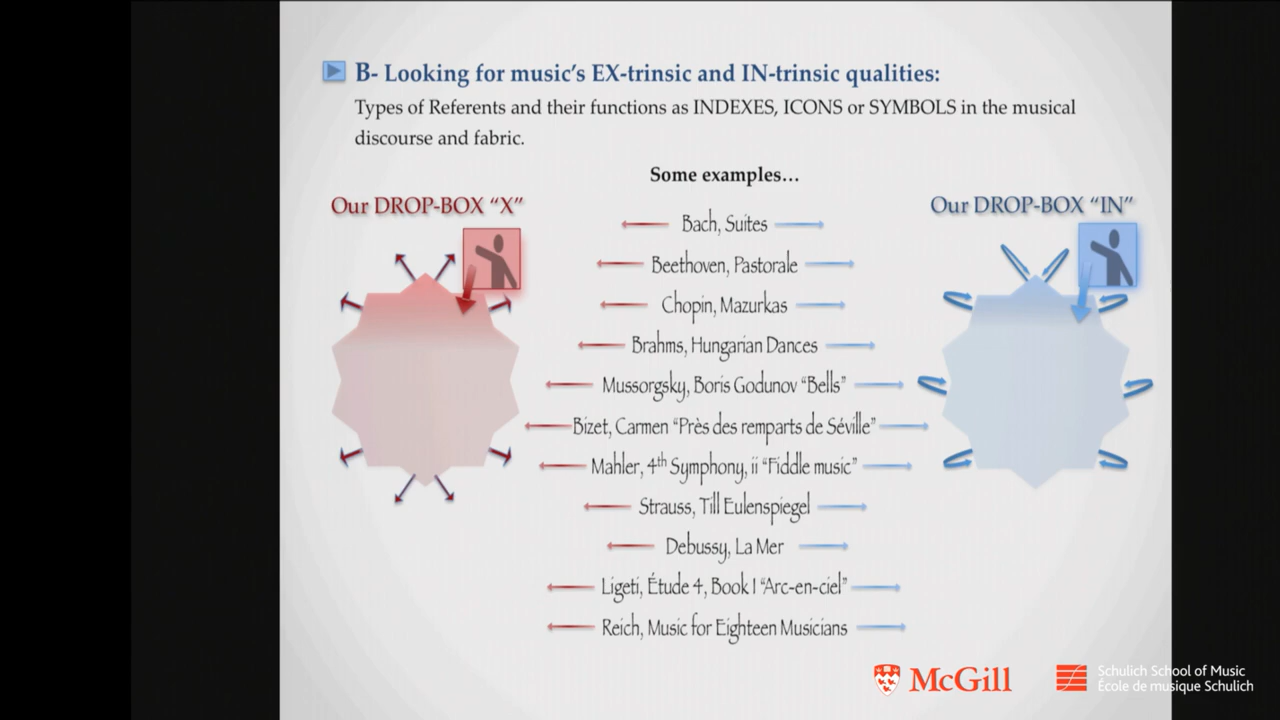 B- Looking for music's EX-trinsic and IN-trinsic qualities:
Types of Referents and their functions as INDEXES, ICONS or SYMBOLS in the musical
discourse and fabric.
Some examples…
Our DROP-BOX "X"
Our DROP-BOX "IN"
Bach, Suites
Beethoven, Pastorale
Chopin, Mazurkas
Brahms, Hungarian Dances
Mussorgsky, Boris Godunov "Bells"
Bizet, Carmen "Près des remparts de Séville"
Mahler, 4th Symphony, ii "Fiddle music"
Strauss, Till Eulenspiegel
Debussy, La Mer
Ligeti, Étude 4, Book I "Arc-en-ciel"
Reich, Music for Eighteen Musicians
McGill
Schulich School of Music
École de musique Schulich